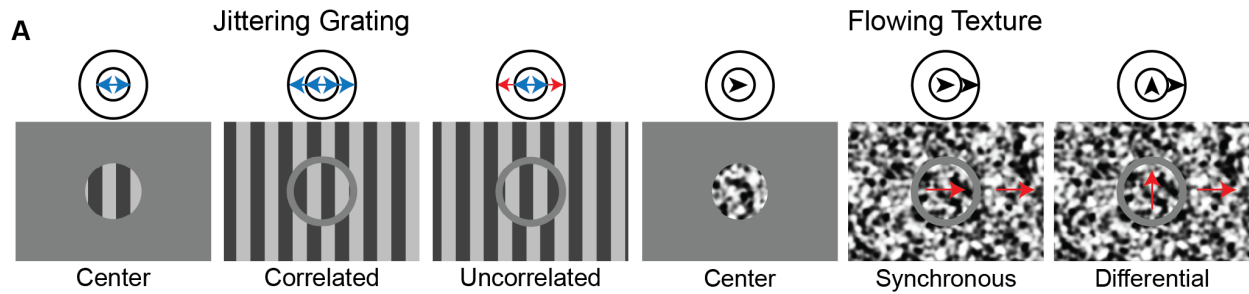 A
Jittering Grating
Flowing Texture
Center
Correlated
Uncorrelated
Center
Synchronous
Differential